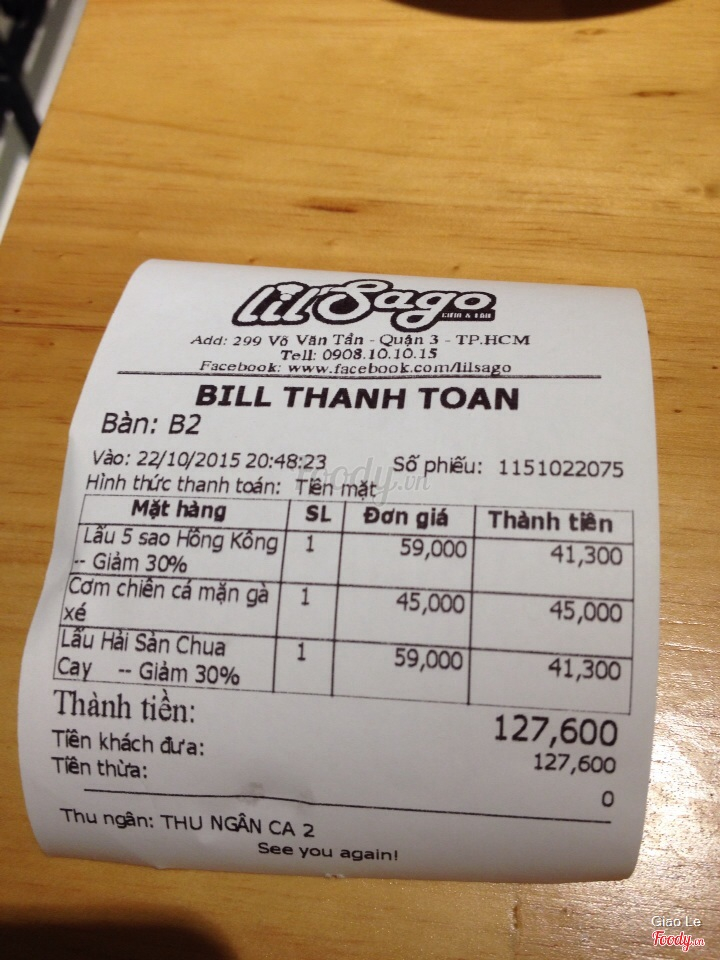 lil'Sago
Add: 299 Võ Văn Tần - Quận 3 - TP.HCM
Tell: 0908.10.10.15
Facebook: www.facebook.com/lilsago
BILL THANH TOAN
Bàn: B2
Vào: 22/10/2015 20:48:23 Số phiếu: 1151022075
Hình thức thanh toán: Tiền mặt
Mặt hàng SL Đơn giá Thành tiền
Lẩu 5 sao Hồng Kông 1 59,000 41,300
-- Giảm 30%
Cơm chiên cá mặn gà 1 45,000 45,000
xé
Lẩu Hải Sản Chua 1 59,000 41,300
Cay -- Giảm 30%
Thành tiền: 127,600
Tiền khách đưa: 127,600
Tiền thừa: 0
Thu ngân: THU NGÂN CA 2
See you again!
foody.vn
Giao Le
Foody.vn